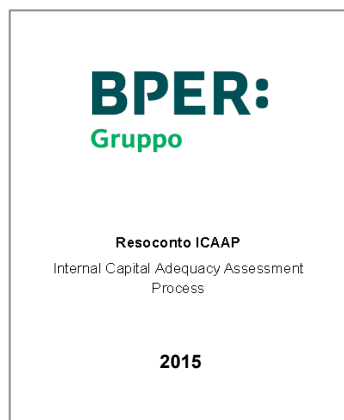 BPER:
Gruppo
Resoconto ICAAP
Internal Capital Adequacy Assessment
Process
2015